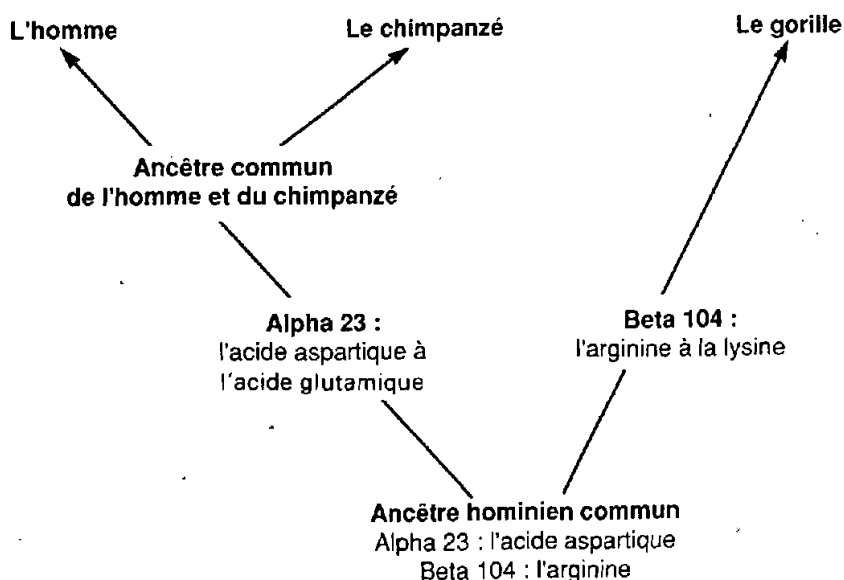 L'homme
Le chimpanzé
Le gorille
Ancêtre commun
de l'homme et du chimpanzé
Alpha 23 :
l'acide aspartique à
l'acide glutamique
Beta 104 :
l'arginine à la lysine
Ancêtre hominien commun
Alpha 23 : l'acide aspartique
Beta 104 : l'arginine